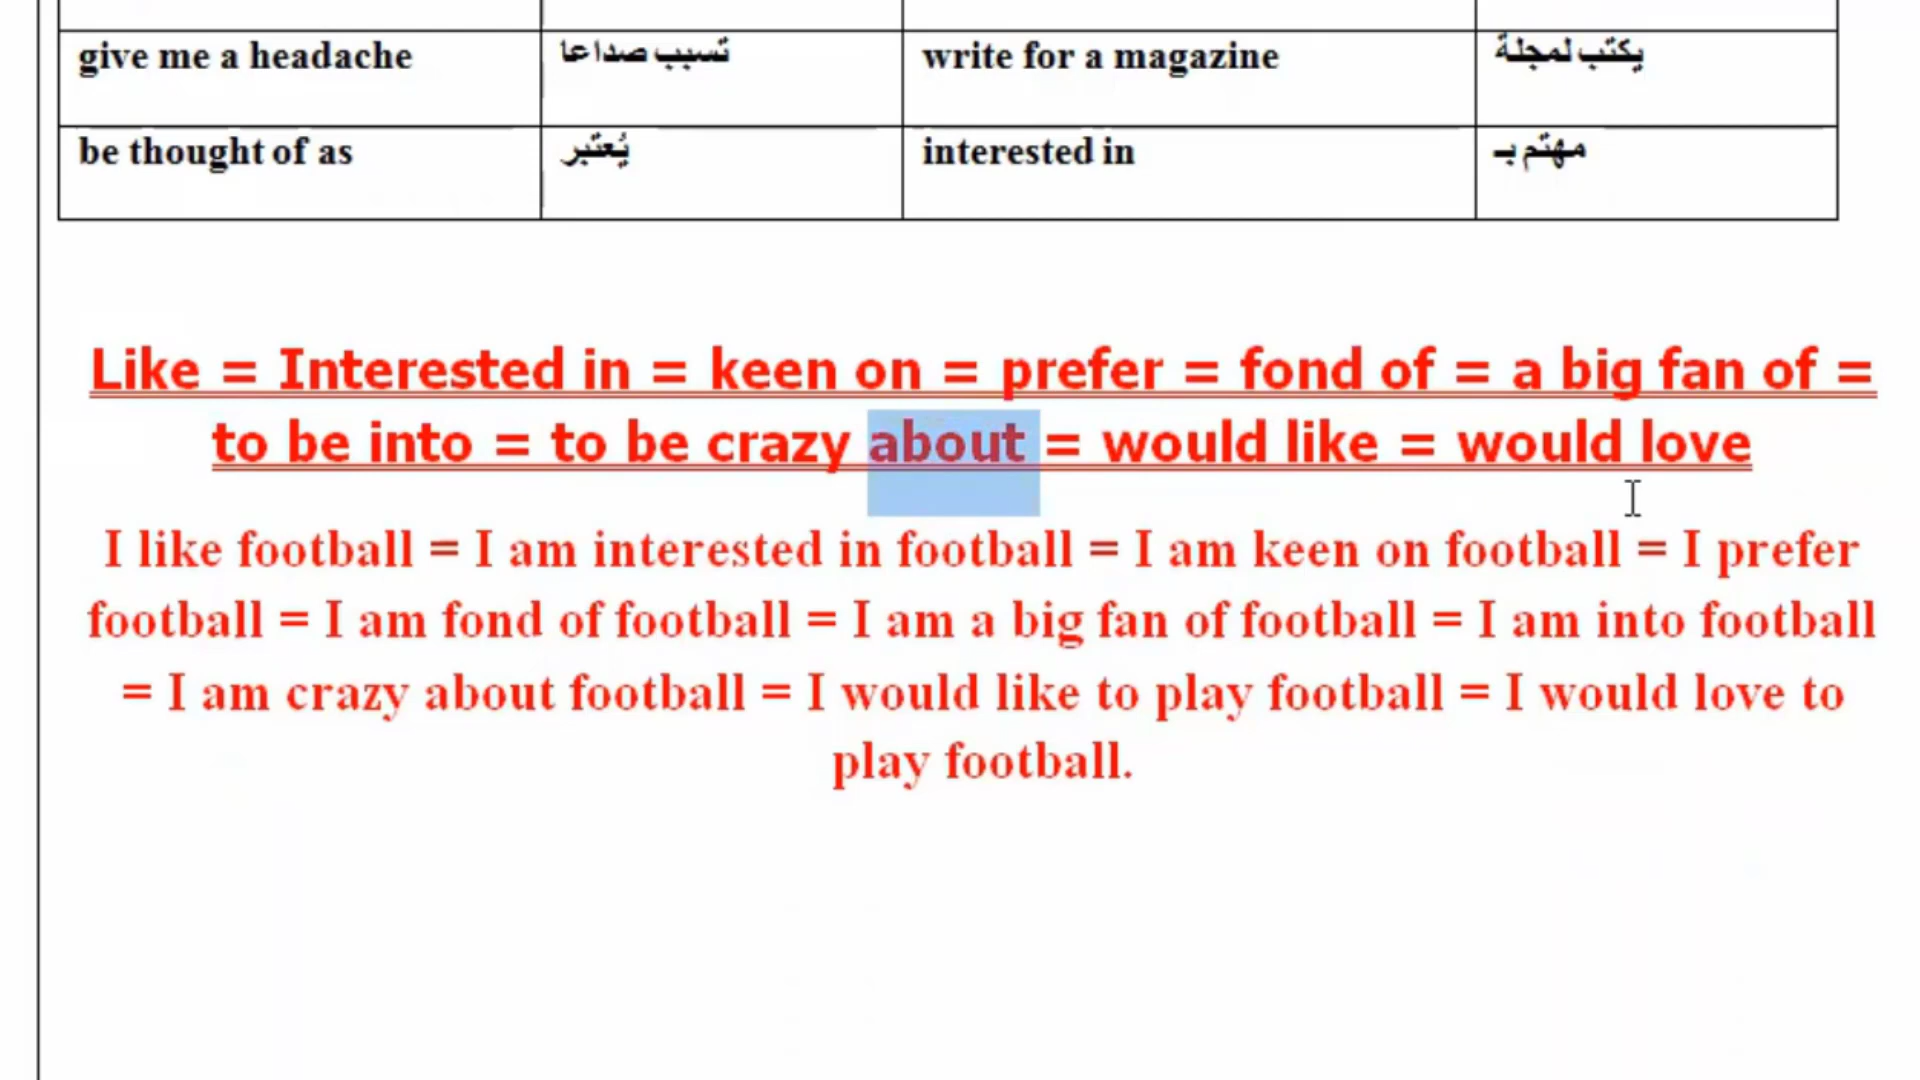 give me a headache تسبب صداعا write for a magazine يكتب لمجلة
be thought of as يُعتبر interested in مهتم بـ
Like = Interested in = keen on = prefer = fond of = a big fan of =
to be into = to be crazy about = would like = would love
I like football = I am interested in football = I am keen on football = I prefer
football = I am fond of football = I am a big fan of football = I am into football
= I am crazy about football = I would like to play football = I would love to
play football.